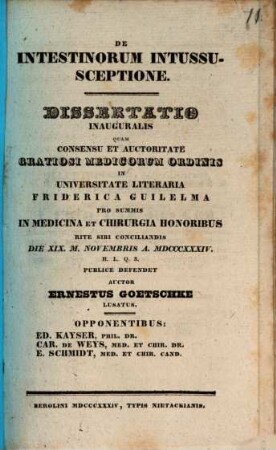 DE
INTESTINORUM INTUSSU-
SCEPTIONE.
DISSERTATIO
INAUGURALIS
QUAM
CONSENSU ET AUCTORITATE
GRATIOSI MEDICORUM ORDINIS
IN
UNIVERSITATE LITERARIA
FRIDERICA GUILELMA
PRO SUMMIS
IN MEDICINA ET CHIRURGIA HONORIBUS
RITE SIBI CONCILIANDIS
DIE XIX. M. NOVEMBRIS A. MDCCCXXXIV.
H. L. Q. S.
PUBLICE DEFENDET
AUCTOR
ERNESTUS GOETSCHKE
LUSATUS.
OPPONENTIBUS:
ED. KAYSER, PHIL. DR.
CAR. DE WEYS, MED. ET CHIR. DR.
E. SCHMIDT, MED. ET CHIR. CAND.
BEROLINI MDCCCXXXIV, TYPIS NIETACKIANIS.